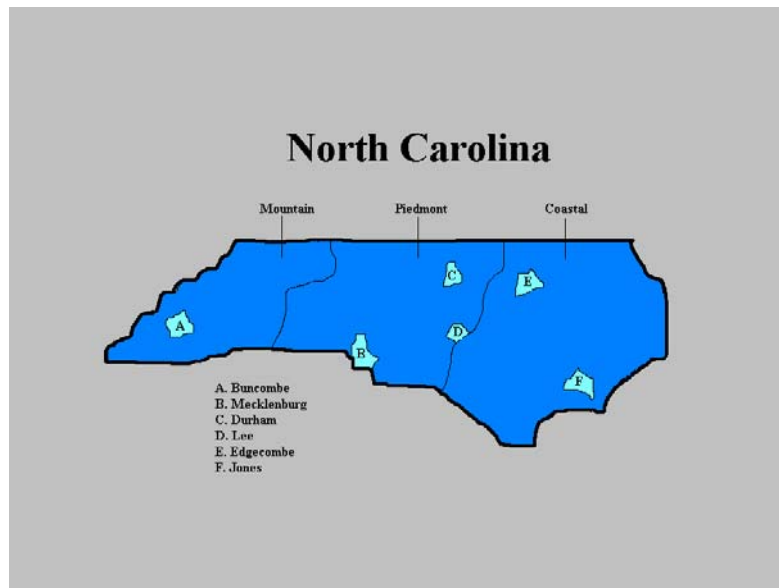 North Carolina
Mountain Piedmont Coastal
C
E
A
D
B
F
A. Buncombe
B. Mecklenburg
C. Durham
D. Lee
E. Edgecombe
F. Jones